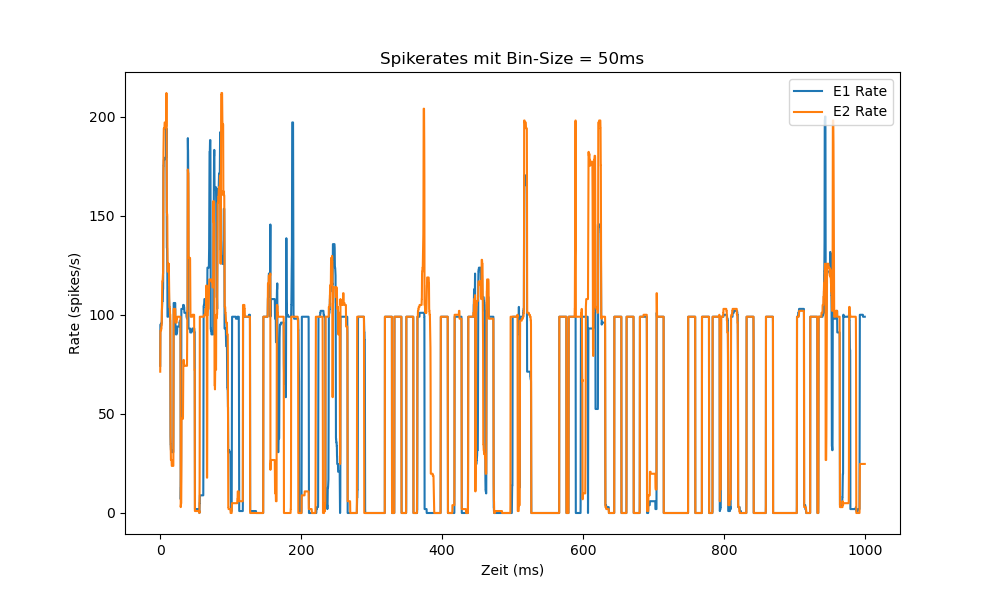 Spikerates mit Bin-Size = 50ms
E1 Rate
E2 Rate
Rate (spikes/s)
200
150
100
50
0
0 200 400 600 800 1000
Zeit (ms)